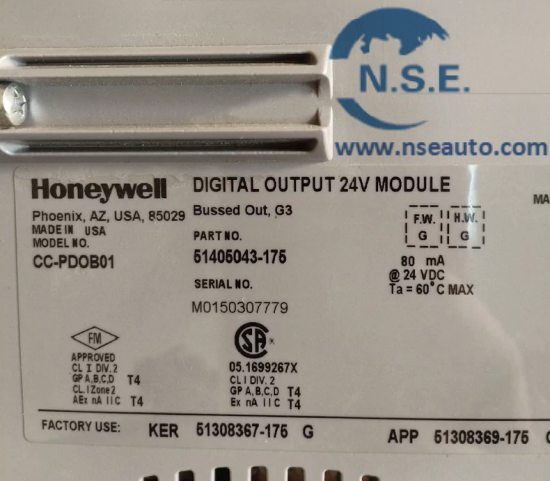 N.S.E.
www.nseauto.com
Honeywell DIGITAL OUTPUT 24V MODULE
Phoenix, AZ, USA, 85029 Bussed Out, G3
MADE IN USA PART NO.
MODEL NO. 51405043-175
CC-PDOB01
SERIAL NO.
M0150307779
F.W. H.W.
G G
80 mA
@ 24 VDC
Ta = 60°C MAX
MA
FM
APPROVED
CL I DIV. 2
GP A,B,C,D T4
CL.I Zone 2
AEx nA IIC T4
CSA
05.1699267X
CL I DIV. 2
GP A,B,C,D T4
Ex nA IIC T4
FACTORY USE: KER 51308367-175 G APP 51308369-175